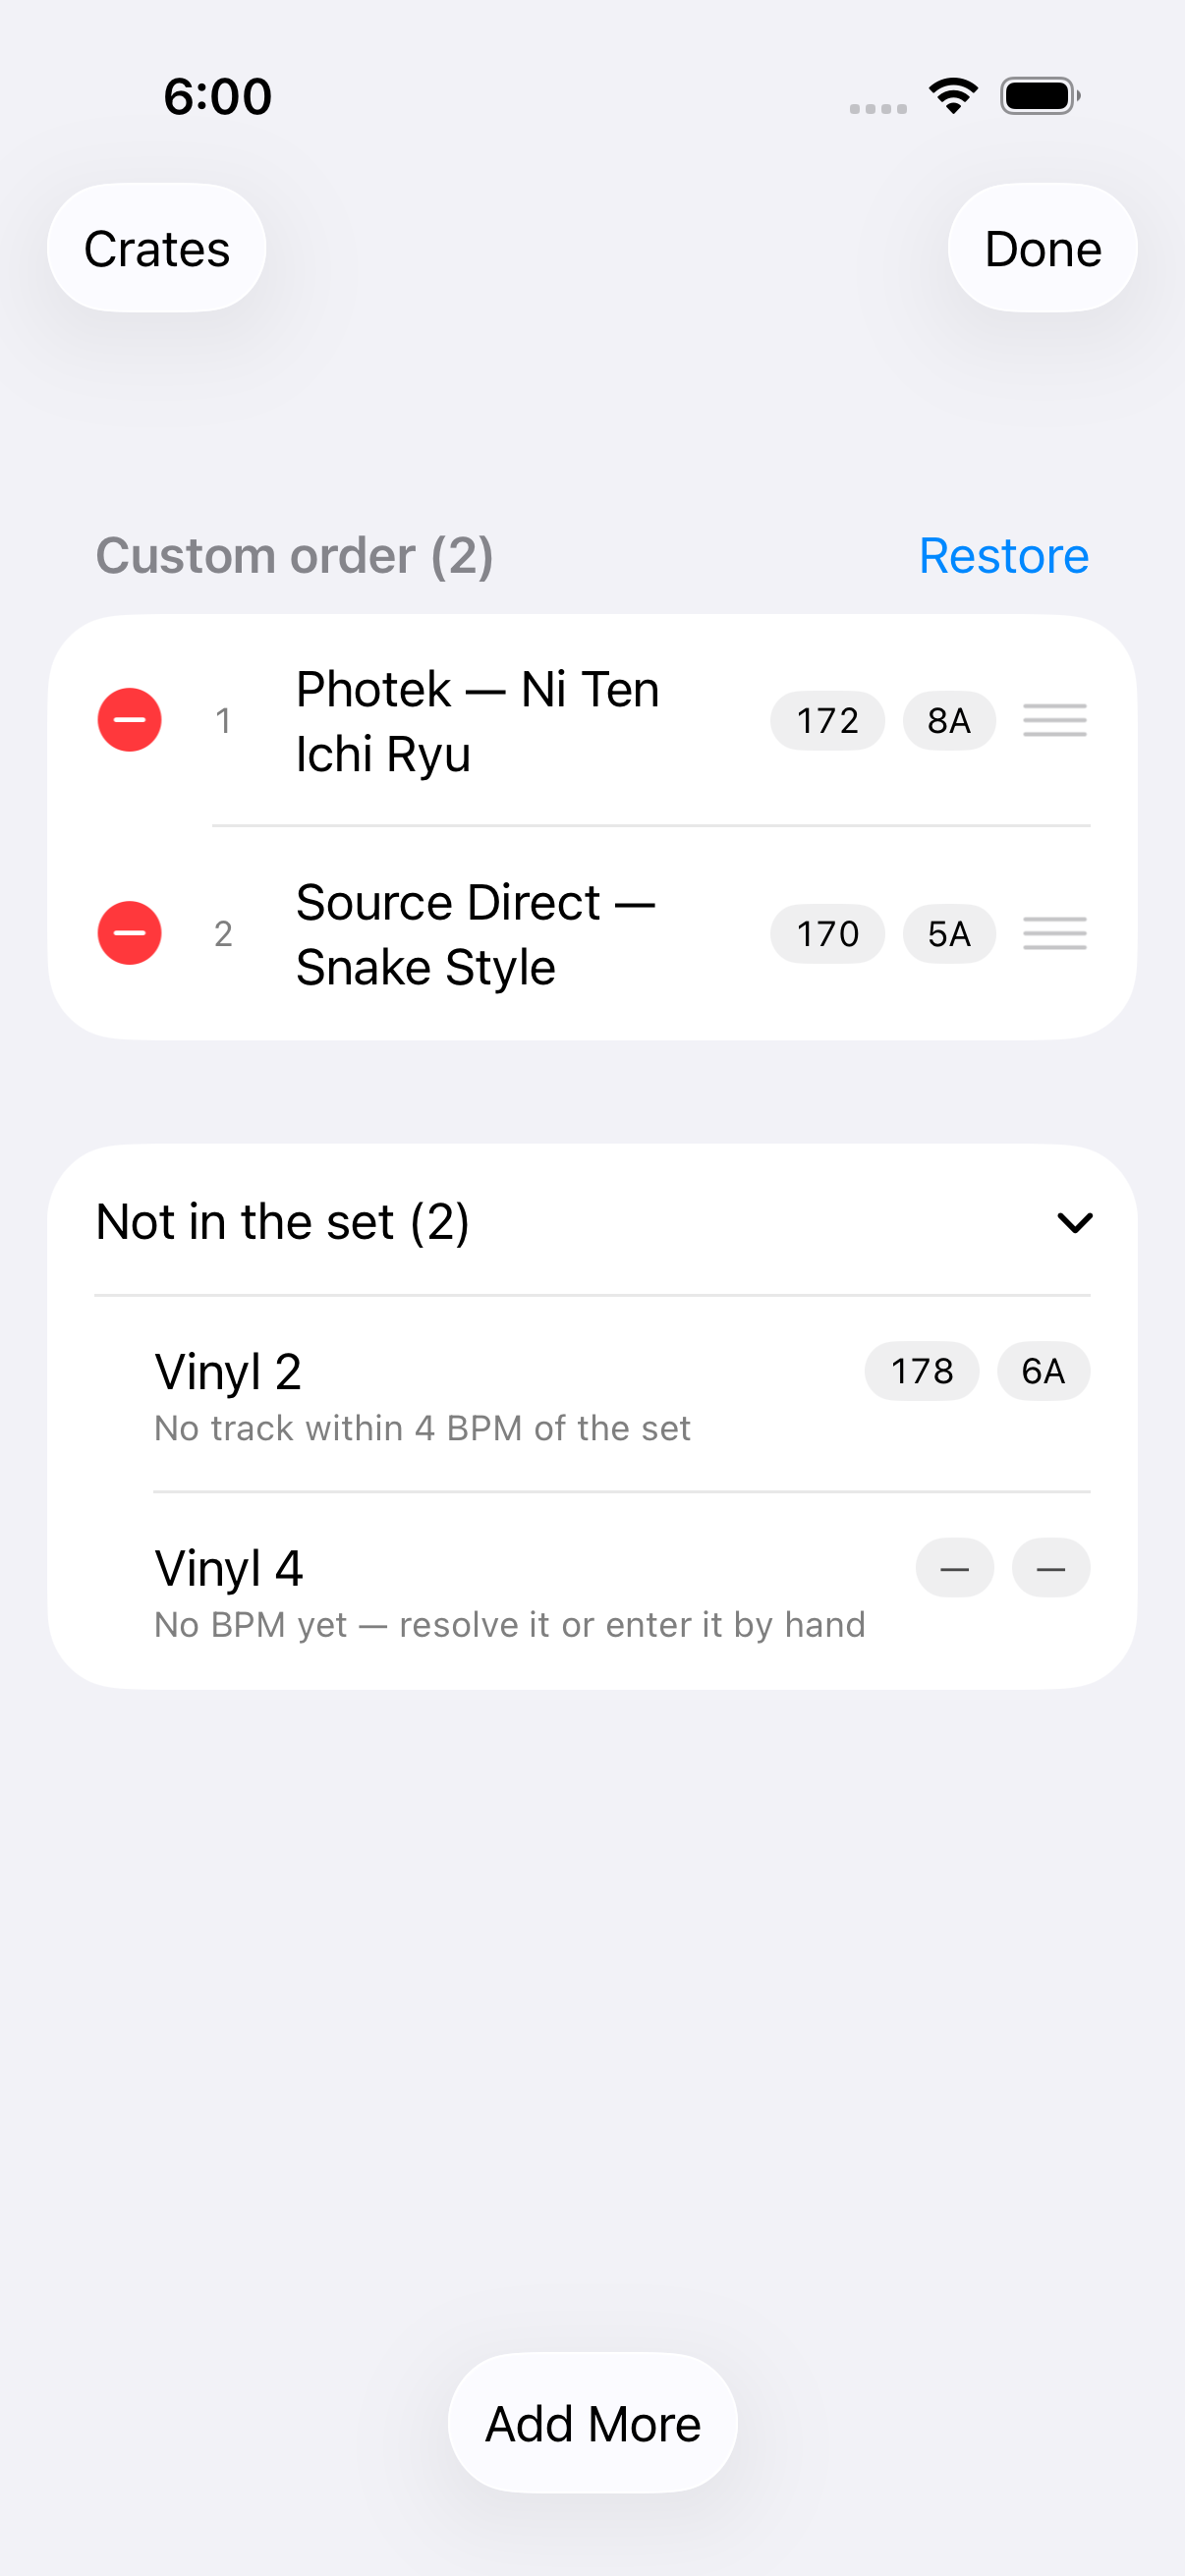 6:00
Crates
Done
Custom order (2)
Restore
1
Photek — Ni Ten
Ichi Ryu
172
8A
2
Source Direct —
Snake Style
170
5A
Not in the set (2)
Vinyl 2
178
6A
No track within 4 BPM of the set
Vinyl 4
—
—
No BPM yet — resolve it or enter it by hand
Add More